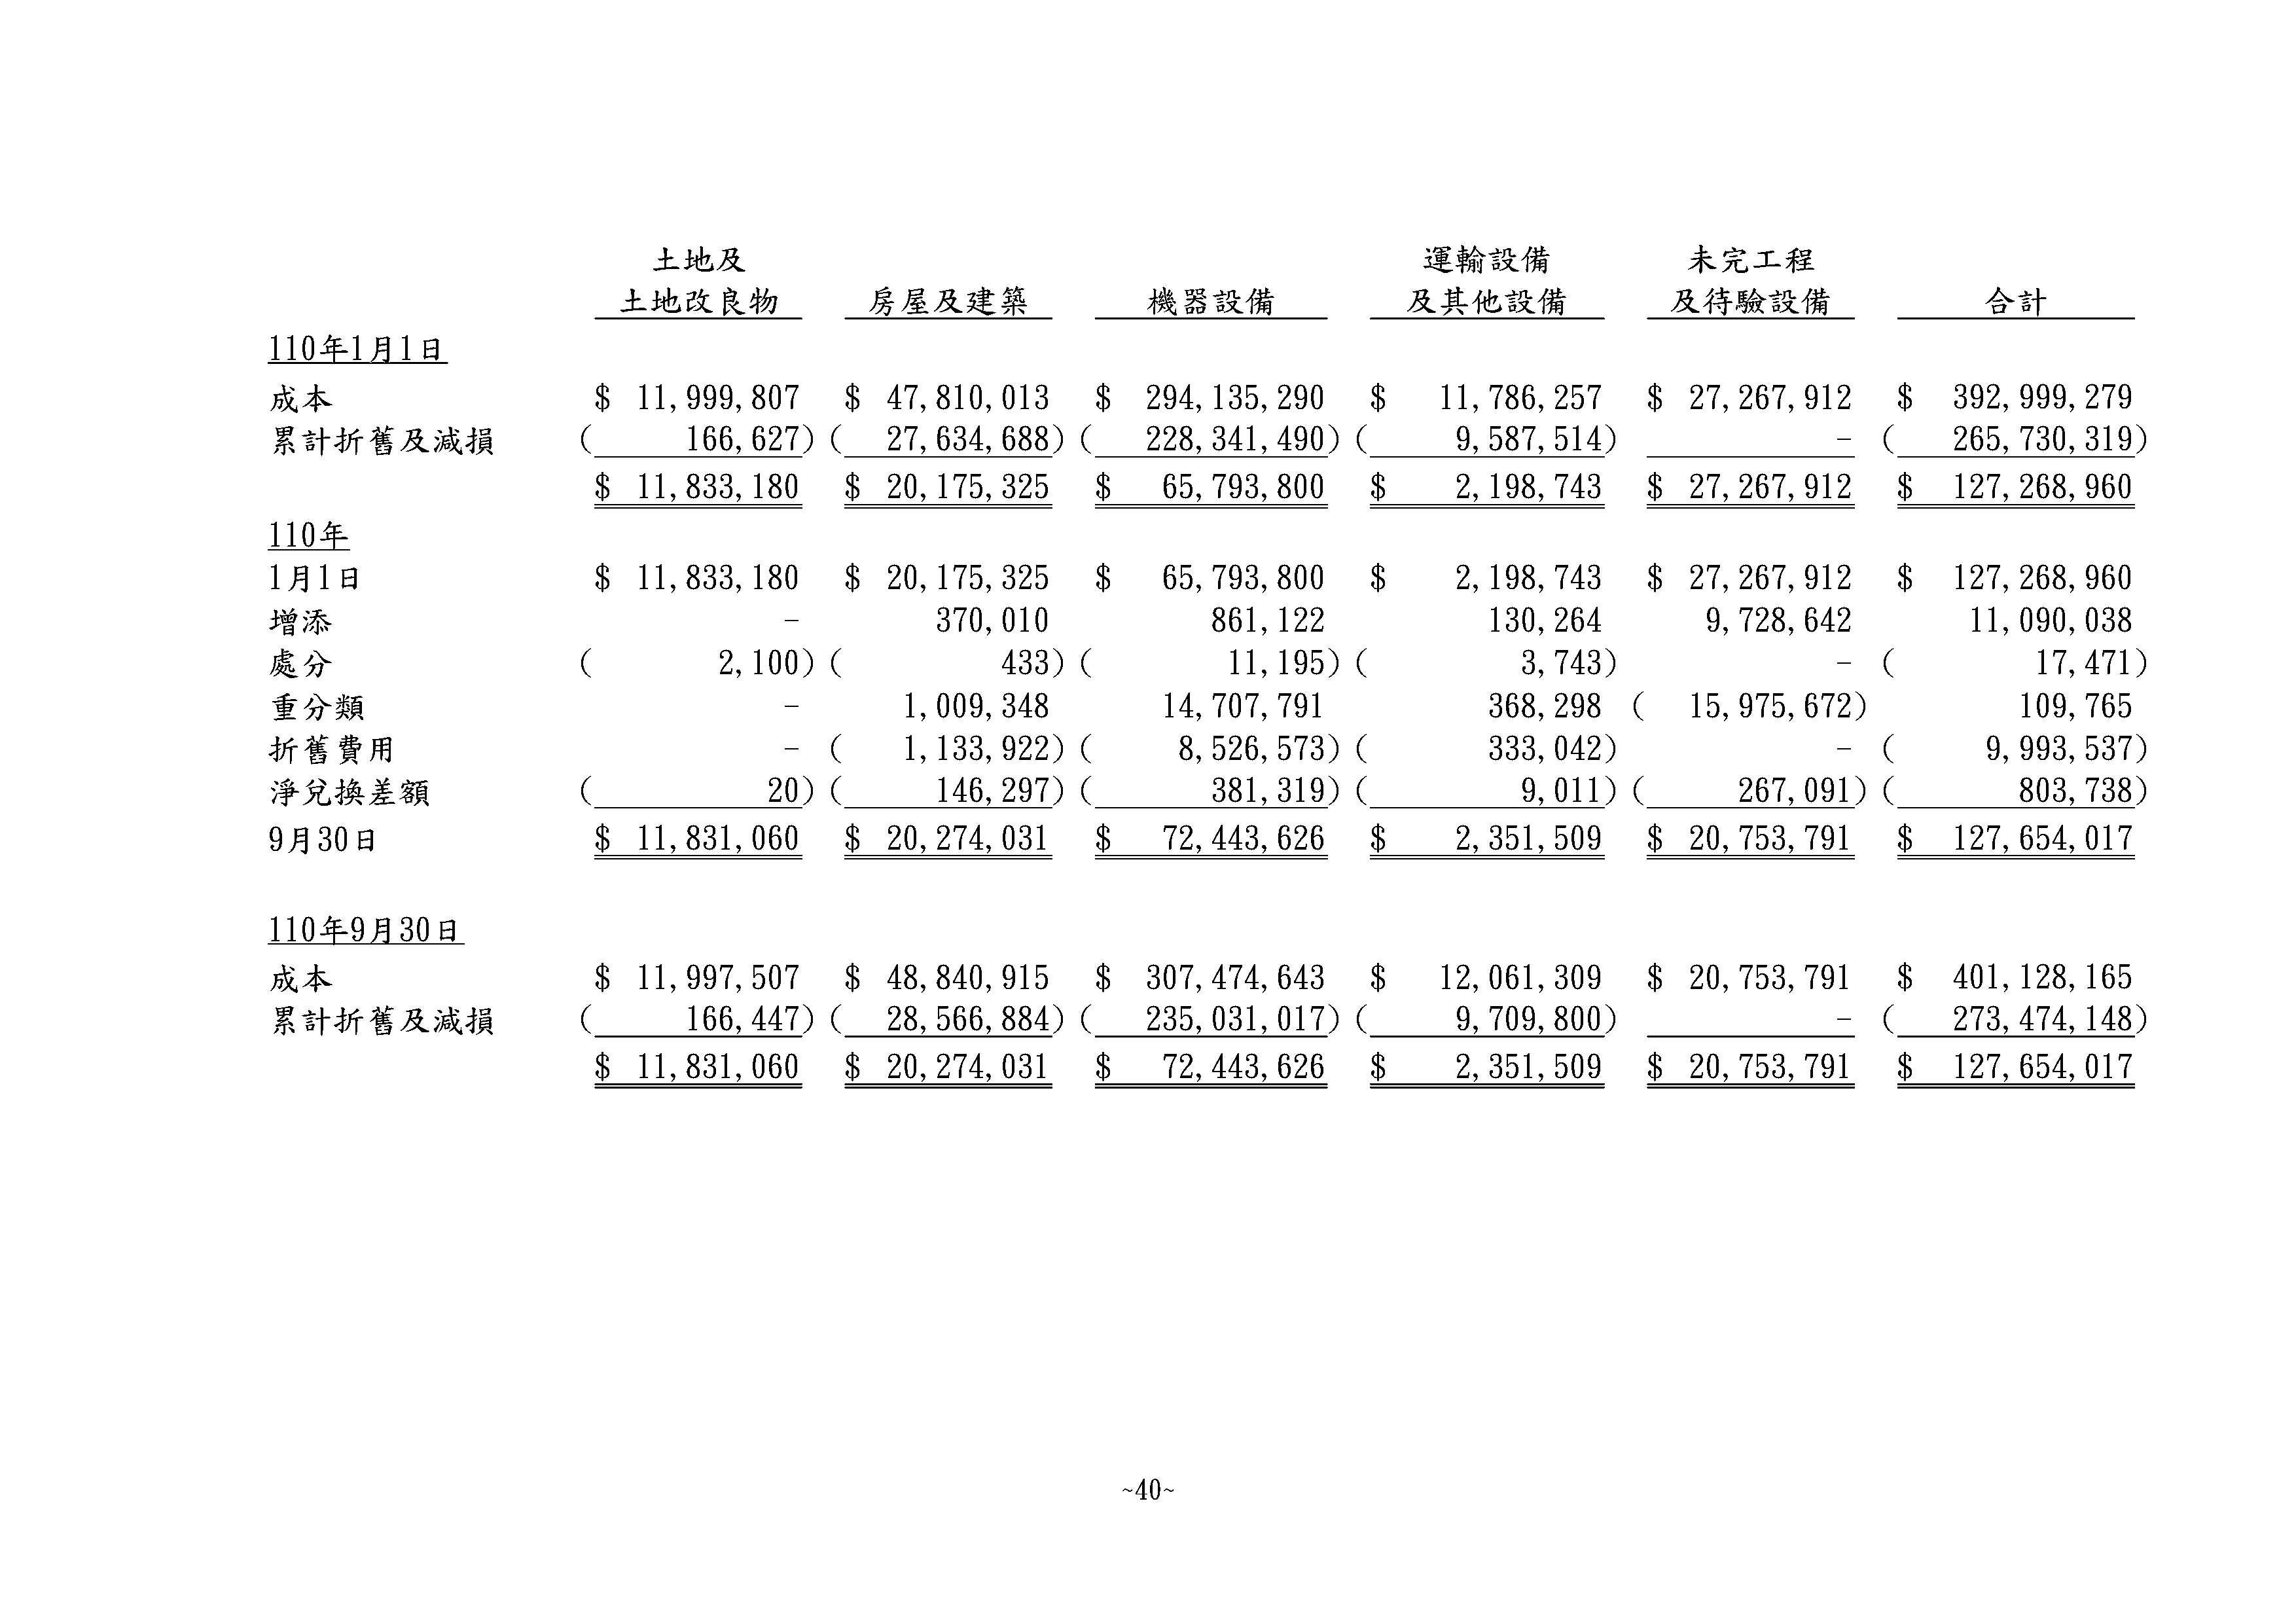 土地及 運輸設備 未完工程
土地改良物 房屋及建築 機器設備 及其他設備 及待驗設備 合計
110年1月1日
成本 $ 11,999,807 $ 47,810,013 $ 294,135,290 $ 11,786,257 $ 27,267,912 $ 392,999,279
累計折舊及減損 ( 166,627) ( 27,634,688) ( 228,341,490) ( 9,587,514) - ( 265,730,319)
$ 11,833,180 $ 20,175,325 $ 65,793,800 $ 2,198,743 $ 27,267,912 $ 127,268,960
110年
1月1日 $ 11,833,180 $ 20,175,325 $ 65,793,800 $ 2,198,743 $ 27,267,912 $ 127,268,960
增添 - 370,010 861,122 130,264 9,728,642 11,090,038
處分 ( 2,100) ( 433) ( 11,195) ( 3,743) - ( 17,471)
重分類 - 1,009,348 14,707,791 368,298 ( 15,975,672) 109,765
折舊費用 - ( 1,133,922) ( 8,526,573) ( 333,042) - ( 9,993,537)
淨兌換差額 ( 20) ( 146,297) ( 381,319) ( 9,011) ( 267,091) ( 803,738)
9月30日 $ 11,831,060 $ 20,274,031 $ 72,443,626 $ 2,351,509 $ 20,753,791 $ 127,654,017
110年9月30日
成本 $ 11,997,507 $ 48,840,915 $ 307,474,643 $ 12,061,309 $ 20,753,791 $ 401,128,165
累計折舊及減損 ( 166,447) ( 28,566,884) ( 235,031,017) ( 9,709,800) - ( 273,474,148)
$ 11,831,060 $ 20,274,031 $ 72,443,626 $ 2,351,509 $ 20,753,791 $ 127,654,017
~40~